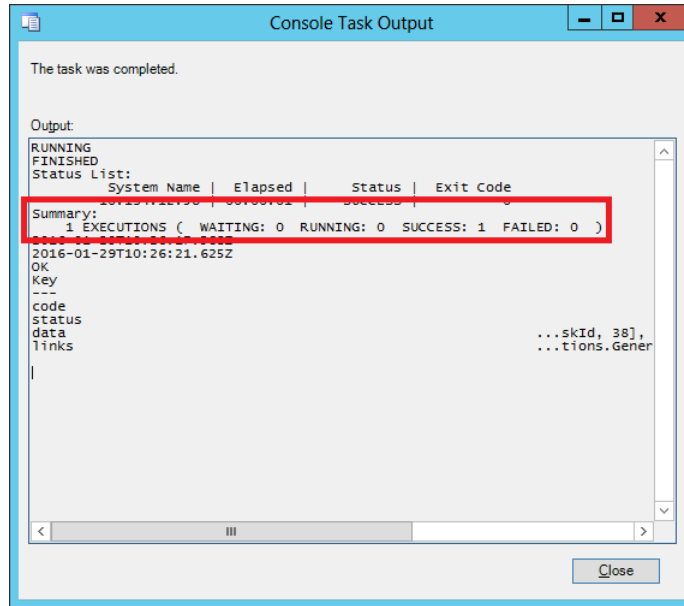 Console Task Output
The task was completed.
Output:
RUNNING
FINISHED
Status List:
System Name | Elapsed | Status | Exit Code
SUCCESS
Summary:
1 EXECUTIONS ( WAITING: 0 RUNNING: 0 SUCCESS: 1 FAILED: 0 )
2016-01-29T10:26:21.625Z
OK
Key
---
code
status
data ...skId, 38],
links ...tions.Gener
Close